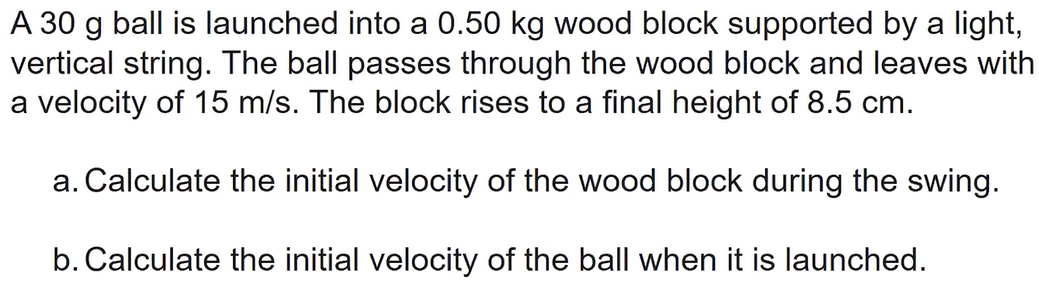 A 30 g ball is launched into a 0.50 kg wood block supported by a light,
vertical string. The ball passes through the wood block and leaves with
a velocity of 15 m/s. The block rises to a final height of 8.5 cm.
a. Calculate the initial velocity of the wood block during the swing.
b. Calculate the initial velocity of the ball when it is launched.